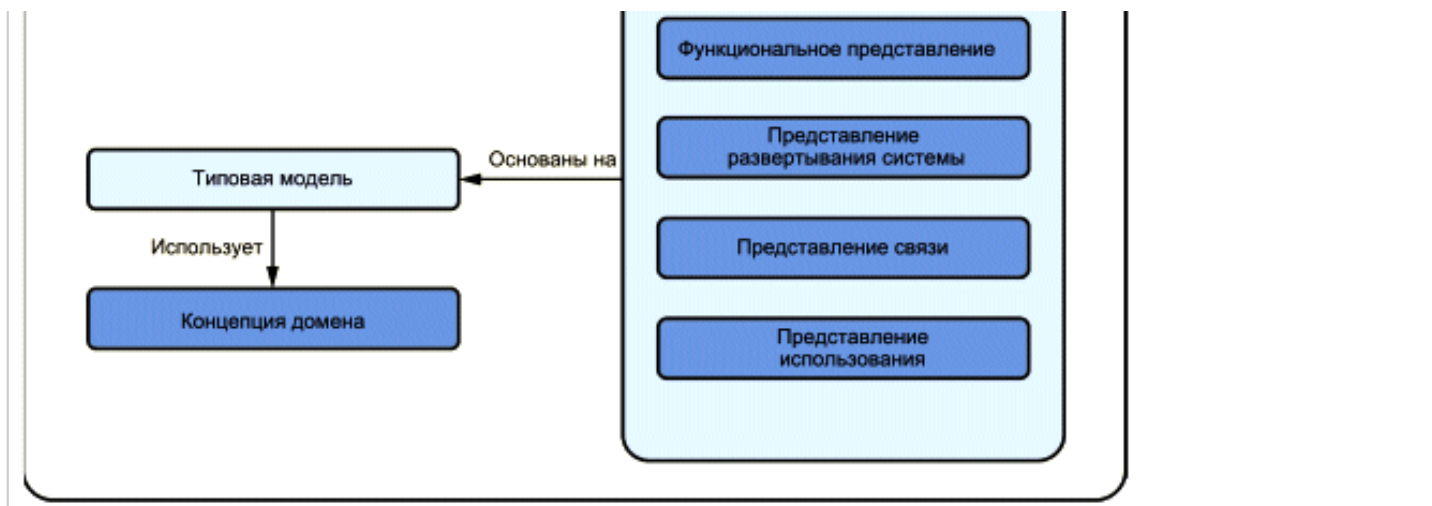 Функциональное представление
Представление
развертывания системы
Основаны на
Типовая модель
Использует
Представление связи
Концепция домена
Представление
использования